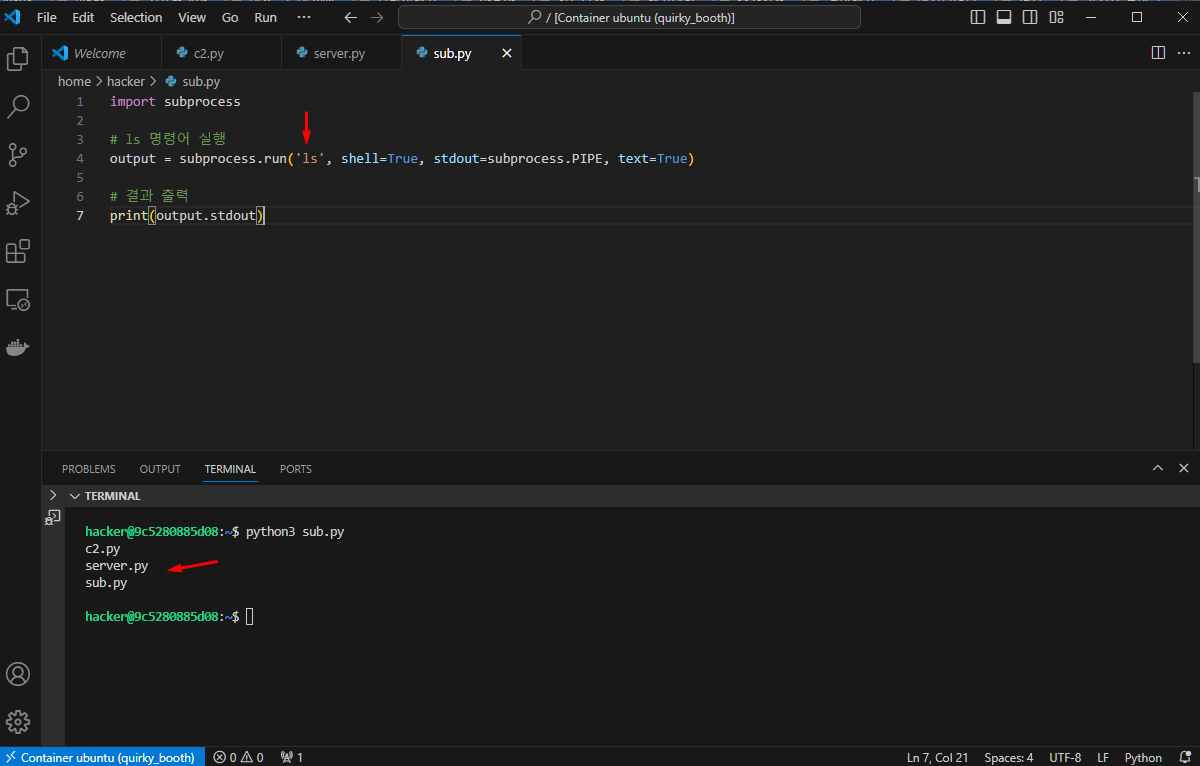 File Edit Selection View Go Run ··· / [Container ubuntu (quirky_booth)]
Welcome c2.py server.py sub.py
home > hacker > sub.py
1 import subprocess
2
3 # ls 명령어 실행
4 output = subprocess.run('ls', shell=True, stdout=subprocess.PIPE, text=True)
5
6 # 결과 출력
7 print(output.stdout)
PROBLEMS OUTPUT TERMINAL PORTS
TERMINAL
hacker@9c5280885d08:~$ python3 sub.py
c2.py
server.py
sub.py
hacker@9c5280885d08:~$
Container ubuntu (quirky_booth) 0 0 1 Ln 7, Col 21 Spaces: 4 UTF-8 LF Python